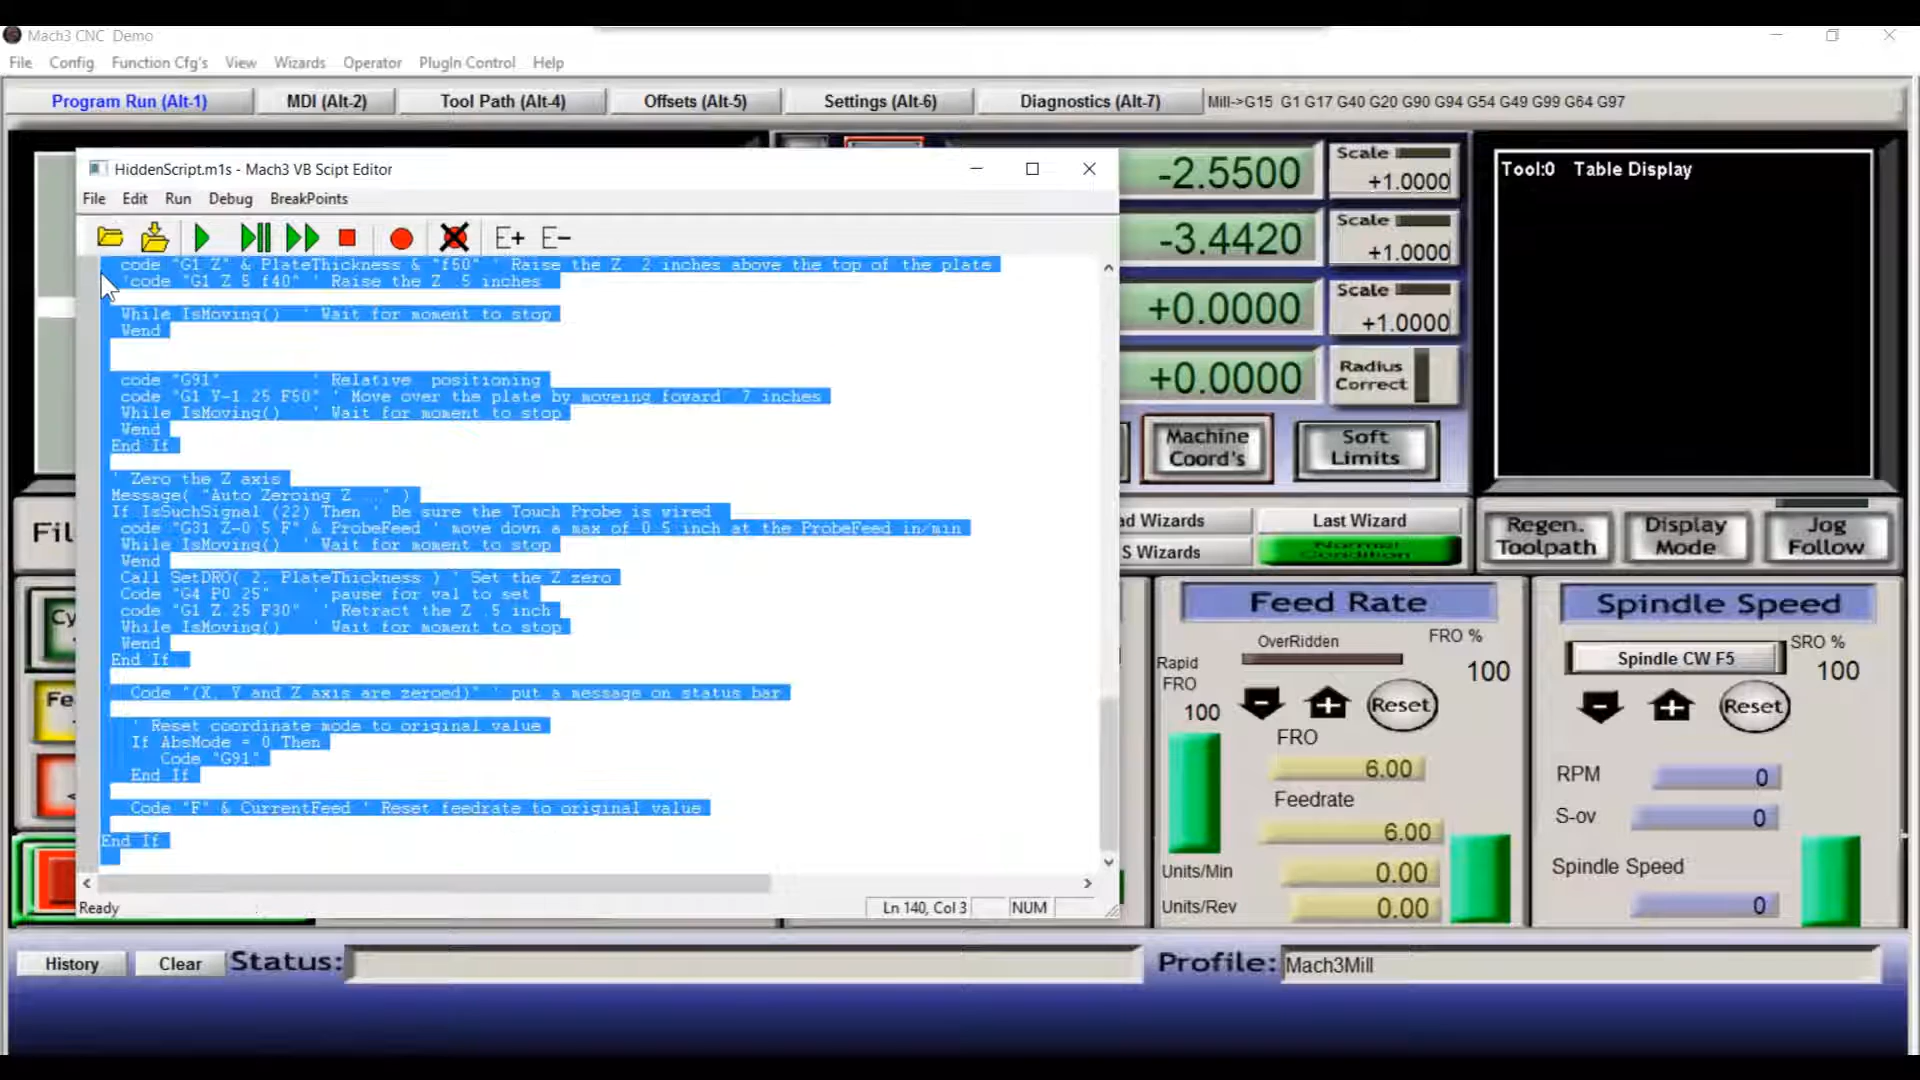 Mach3 CNC Demo
File Config Function Cfg's View Wizards Operator PlugIn Control Help
Program Run (Alt-1) MDI (Alt-2) Tool Path (Alt-4) Offsets (Alt-5) Settings (Alt-6) Diagnostics (Alt-7) Mill->G15 G1 G17 G40 G20 G90 G94 G54 G49 G99 G64 G97
HiddenScript.m1s - Mach3 VB Scipt Editor
File Edit Run Debug BreakPoints
E+ E-
code "G1 Z" & PlateThickness & "f50" ' Raise the Z 2 inches above the top of the plate
'code "G1 Z 5 f40" ' Raise the Z 5 inches
While IsMoving() ' Wait for moment to stop
Wend
code "G91" ' Relative positioning
code "G1 Y-1 25 F50" ' Move over the plate by moveing foward 7 inches
While IsMoving() ' Wait for moment to stop
Wend
End If
' Zero the Z axis
Message( "Auto Zeroing Z ..." )
If IsSuchSignal (22) Then ' Be sure the Touch Probe is wired
code "G31 Z-0 5 F" & ProbeFeed ' move down a max of 0 5 inch at the ProbeFeed in/min
While IsMoving() ' Wait for moment to stop
Wend
Call SetDRO( 2, PlateThickness ) ' Set the Z zero
Code "G4 P0 25" ' pause for val to set
code "G1 Z 25 F30" ' Retract the Z .5 inch
While IsMoving() ' Wait for moment to stop
Wend
End If
Code "(X, Y and Z axis are zeroed)" ' put a message on status bar
' Reset coordinate mode to original value
If AbsMode = 0 Then
Code "G91"
End If
Code "F" & CurrentFeed ' Reset feedrate to original value
End If
Ready Ln 140, Col 3 NUM
-2.5500 Scale +1.0000
-3.4420 Scale +1.0000
+0.0000 Scale +1.0000
+0.0000 Radius Correct
Machine Coord's Soft Limits
Tool:0 Table Display
Wizards Last Wizard
S Wizards Normal Condition
Regen. Toolpath Display Mode Jog Follow
Feed Rate
OverRidden FRO % 100
Rapid FRO 100 Reset
FRO 6.00
Feedrate 6.00
Units/Min 0.00
Units/Rev 0.00
Spindle Speed
Spindle CW F5 SRO % 100
Reset
RPM 0
S-ov 0
Spindle Speed 0
History Clear Status: Profile: Mach3Mill